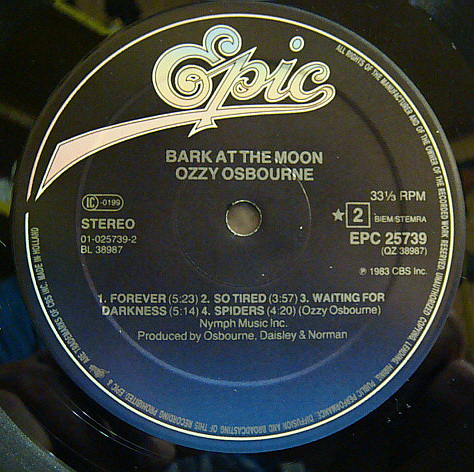 Epic
BARK AT THE MOON
OZZY OSBOURNE
33⅓ RPM
IC -0199
STEREO
01-025739-2
BL 38987
★ 2 BIEM/STEMRA
EPC 25739
(QZ 38987)
℗ 1983 CBS Inc.
1. FOREVER (5:23) 2. SO TIRED (3:57) 3. WAITING FOR
DARKNESS (5:14) 4. SPIDERS (4:20) (Ozzy Osbourne)
Nymph Music Inc.
Produced by Osbourne, Daisley & Norman
ALL RIGHTS OF THE MANUFACTURER AND OF THE OWNER OF THE RECORDED WORK RESERVED. UNAUTHORIZED COPYING, LENDING, HIRING, PUBLIC PERFORMANCE, DIFFUSION AND BROADCASTING OF THIS RECORDING PROHIBITED. EPIC & Epic ARE TRADEMARKS OF CBS INC. MADE IN HOLLAND